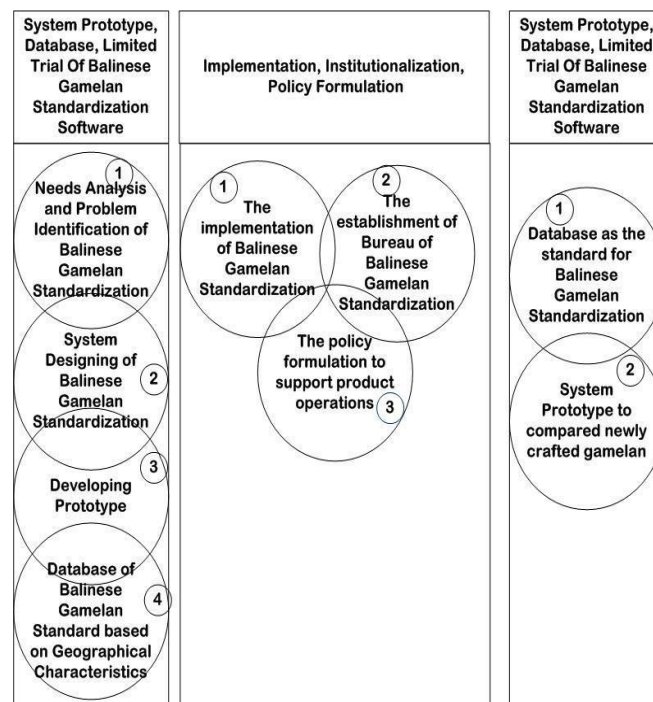 System Prototype,
Database, Limited
Trial Of Balinese
Gamelan
Standardization
Software
1
Needs Analysis
and Problem
Identification of
Balinese
Gamelan
Standardization
System
Designing of
Balinese
Gamelan
Standardization
2
3
Developing
Prototype
Database of
Balinese
Gamelan
Standard based
on Geographical
Characteristics
4
Implementation, Institutionalization,
Policy Formulation
1
The
implementation
of Balinese
Gamelan
Standardization
2
The
establishment of
Bureau of
Balinese
Gamelan
Standardization
The policy
formulation to
support product
operations
3
System Prototype,
Database, Limited
Trial Of Balinese
Gamelan
Standardization
Software
1
Database as the
standard for
Balinese
Gamelan
Standardization
2
System
Prototype to
compared newly
crafted gamelan